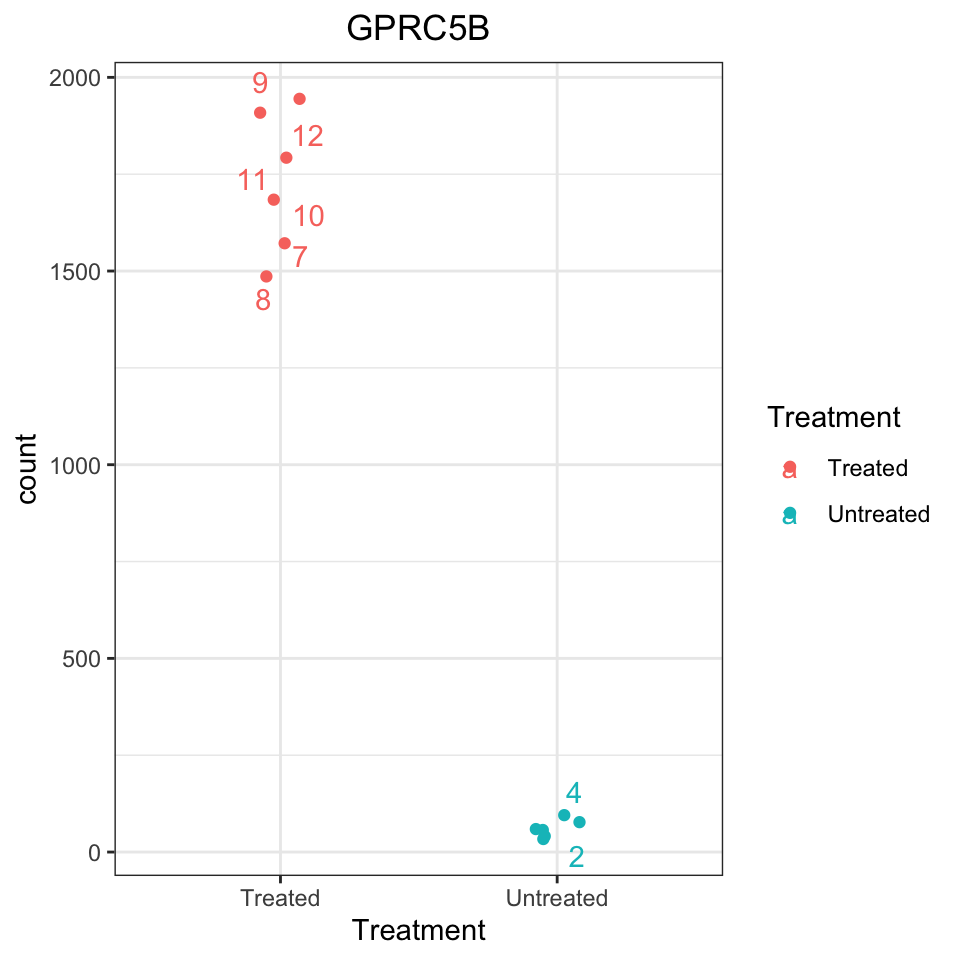 GPRC5B
2000
1500
1000
500
0
count
9
12
11
10
7
8
4
2
Treated
Untreated
Treatment
Treatment
a Treated
a Untreated